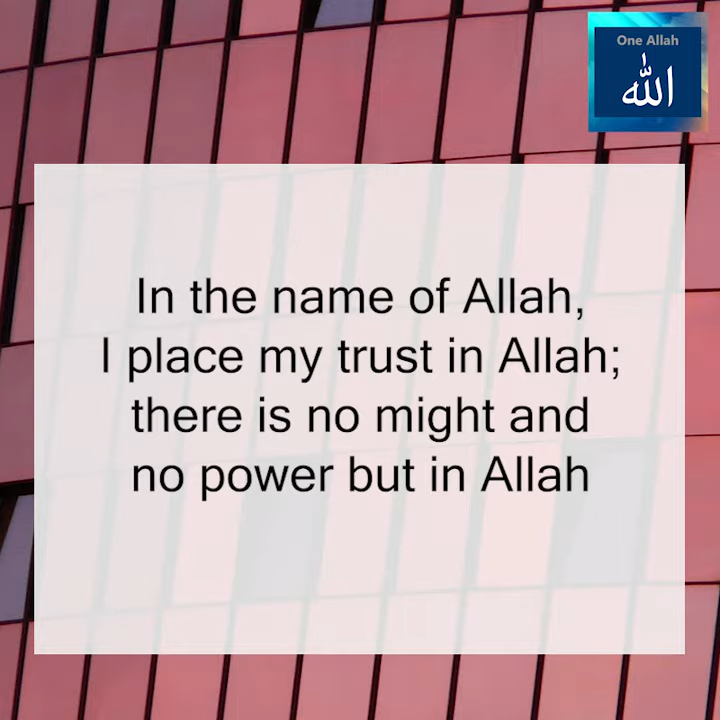 One Allah
الله
In the name of Allah,
I place my trust in Allah;
there is no might and
no power but in Allah